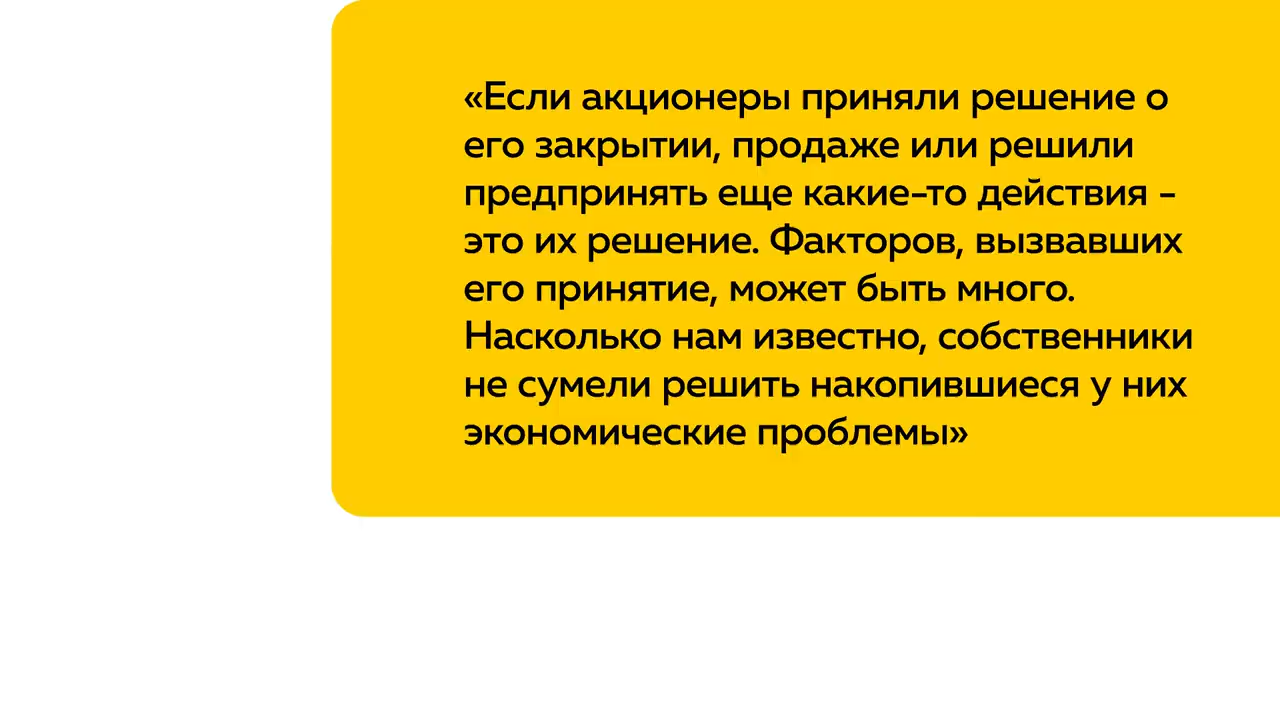 «Если акционеры приняли решение о
его закрытии, продаже или решили
предпринять еще какие-то действия -
это их решение. Факторов, вызвавших
его принятие, может быть много.
Насколько нам известно, собственники
не сумели решить накопившиеся у них
экономические проблемы»